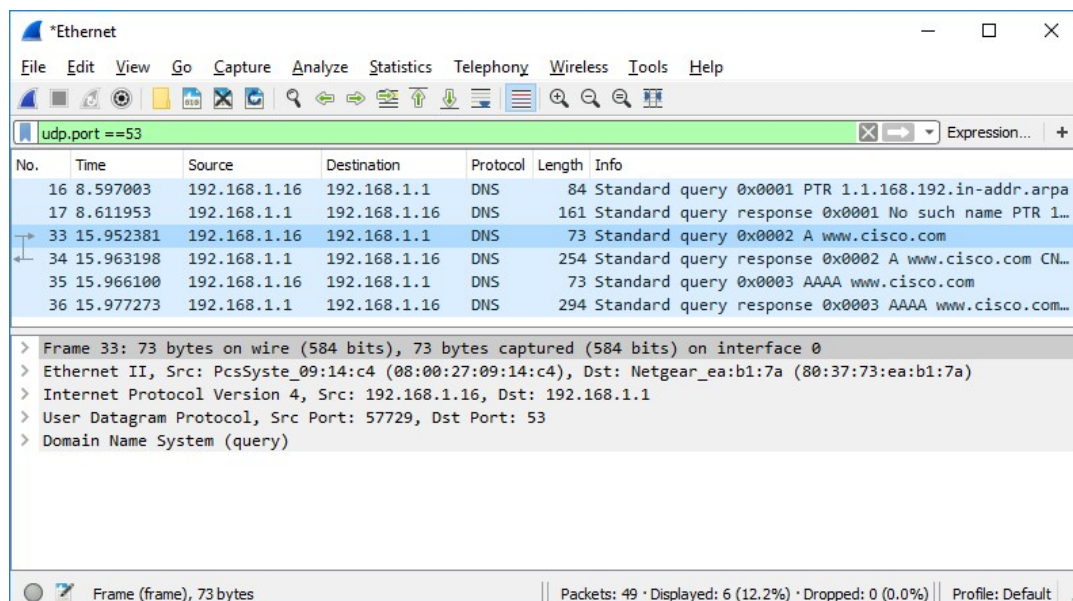 *Ethernet
File Edit View Go Capture Analyze Statistics Telephony Wireless Tools Help
udp.port ==53 Expression... +
No. Time Source Destination Protocol Length Info
16 8.597003 192.168.1.16 192.168.1.1 DNS 84 Standard query 0x0001 PTR 1.1.168.192.in-addr.arpa
17 8.611953 192.168.1.1 192.168.1.16 DNS 161 Standard query response 0x0001 No such name PTR 1…
33 15.952381 192.168.1.16 192.168.1.1 DNS 73 Standard query 0x0002 A www.cisco.com
34 15.963198 192.168.1.1 192.168.1.16 DNS 254 Standard query response 0x0002 A www.cisco.com CN…
35 15.966100 192.168.1.16 192.168.1.1 DNS 73 Standard query 0x0003 AAAA www.cisco.com
36 15.977273 192.168.1.1 192.168.1.16 DNS 294 Standard query response 0x0003 AAAA www.cisco.com…
> Frame 33: 73 bytes on wire (584 bits), 73 bytes captured (584 bits) on interface 0
> Ethernet II, Src: PcsSyste_09:14:c4 (08:00:27:09:14:c4), Dst: Netgear_ea:b1:7a (80:37:73:ea:b1:7a)
> Internet Protocol Version 4, Src: 192.168.1.16, Dst: 192.168.1.1
> User Datagram Protocol, Src Port: 57729, Dst Port: 53
> Domain Name System (query)
Frame (frame), 73 bytes Packets: 49 · Displayed: 6 (12.2%) · Dropped: 0 (0.0%) Profile: Default